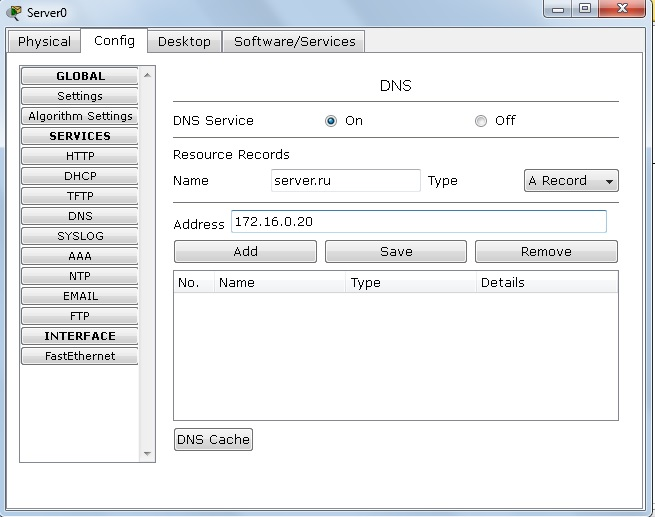 Server0
Physical Config Desktop Software/Services
GLOBAL
Settings
Algorithm Settings
SERVICES
HTTP
DHCP
TFTP
DNS
SYSLOG
AAA
NTP
EMAIL
FTP
INTERFACE
FastEthernet
DNS
DNS Service On Off
Resource Records
Name server.ru Type A Record
Address 172.16.0.20
Add Save Remove
No. Name Type Details
DNS Cache